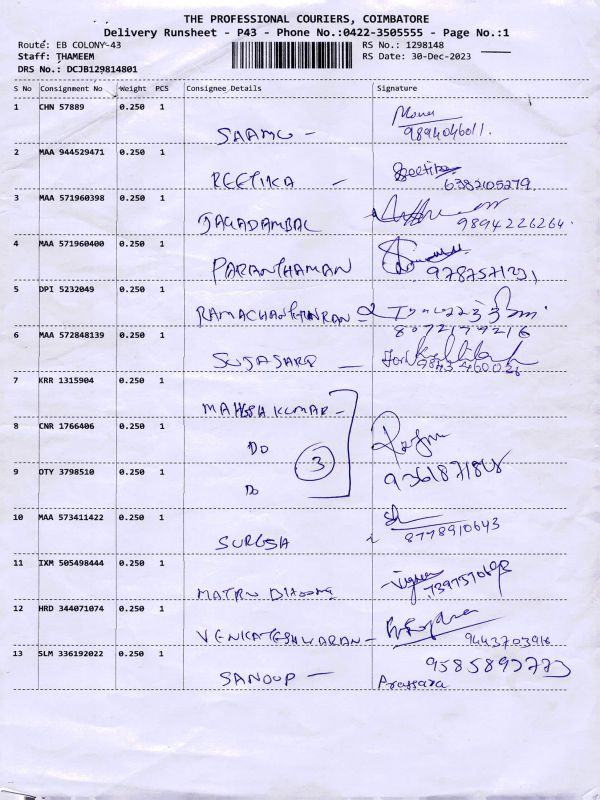 THE PROFESSIONAL COURIERS, COIMBATORE
Delivery Runsheet - P43 - Phone No.:0422-3505555 - Page No.:1
Route: EB COLONY-43
Staff: THAMEEM
DRS No.: DCJB129814801
RS No.: 1298148
RS Date: 30-Dec-2023
S No Consignment No Weight PCS Consignee Details Signature
1 CHN 57889 0.250 1
SAAMU - 9894046011.
2 MAA 944529471 0.250 1
REETIKA - Reetika 6382105279.
3 MAA 571960398 0.250 1
JAGADAMBAL 9894226264.
4 MAA 571960400 0.250 1
PARANTHAMAN 9787571231
5 DPI 5232049 0.250 1
8072179216
6 MAA 572848139 0.250 1
7 KRR 1315904 0.250 1
MAHESH KUMAR -
8 CNR 1766406 0.250 1
DO 3
9 DTY 3798510 0.250 1
DO 9361871848
10 MAA 573411422 0.250 1
SURESH 8778910643
11 IXM 505498444 0.250 1
12 HRD 344071074 0.250 1
VENKATESHWARAN - 9443703916
13 SLM 336192022 0.250 1
SANOUP - 9585892773